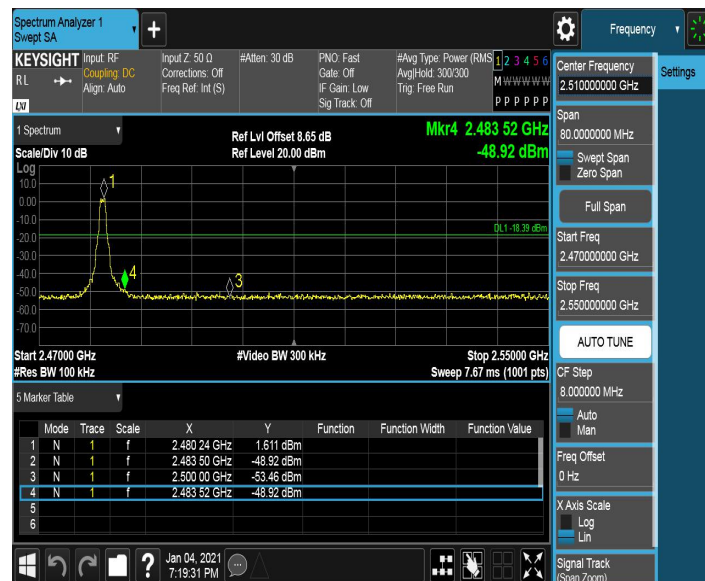 Spectrum Analyzer 1
Swept SA
+
Frequency
KEYSIGHT
RL
LXI
Input: RF
Coupling: DC
Align: Auto
Input Z: 50 Ω
Corrections: Off
Freq Ref: Int (S)
#Atten: 30 dB
PNO: Fast
Gate: Off
IF Gain: Low
Sig Track: Off
#Avg Type: Power (RMS
Avg|Hold: 300/300
Trig: Free Run
1 2 3 4 5 6
M W W W W W
P P P P P P
1 Spectrum
Scale/Div 10 dB
Ref Lvl Offset 8.65 dB
Ref Level 20.00 dBm
Mkr4 2.483 52 GHz
-48.92 dBm
Log
10.0
0.00
-10.0
-20.0
-30.0
-40.0
-50.0
-60.0
-70.0
1
4
3
DL1 -18.39 dBm
Start 2.47000 GHz
#Video BW 300 kHz
Stop 2.55000 GHz
#Res BW 100 kHz
Sweep 7.67 ms (1001 pts)
5 Marker Table
Mode Trace Scale X Y Function Function Width Function Value
1 N 1 f 2.480 24 GHz 1.611 dBm
2 N 1 f 2.483 50 GHz -48.92 dBm
3 N 1 f 2.500 00 GHz -53.46 dBm
4 N 1 f 2.483 52 GHz -48.92 dBm
5
6
?
Jan 04, 2021
7:19:31 PM
Settings
Center Frequency
2.510000000 GHz
Span
80.0000000 MHz
Swept Span
Zero Span
Full Span
Start Freq
2.470000000 GHz
Stop Freq
2.550000000 GHz
AUTO TUNE
CF Step
8.000000 MHz
Auto
Man
Freq Offset
0 Hz
X Axis Scale
Log
Lin
Signal Track
(Span Zoom)